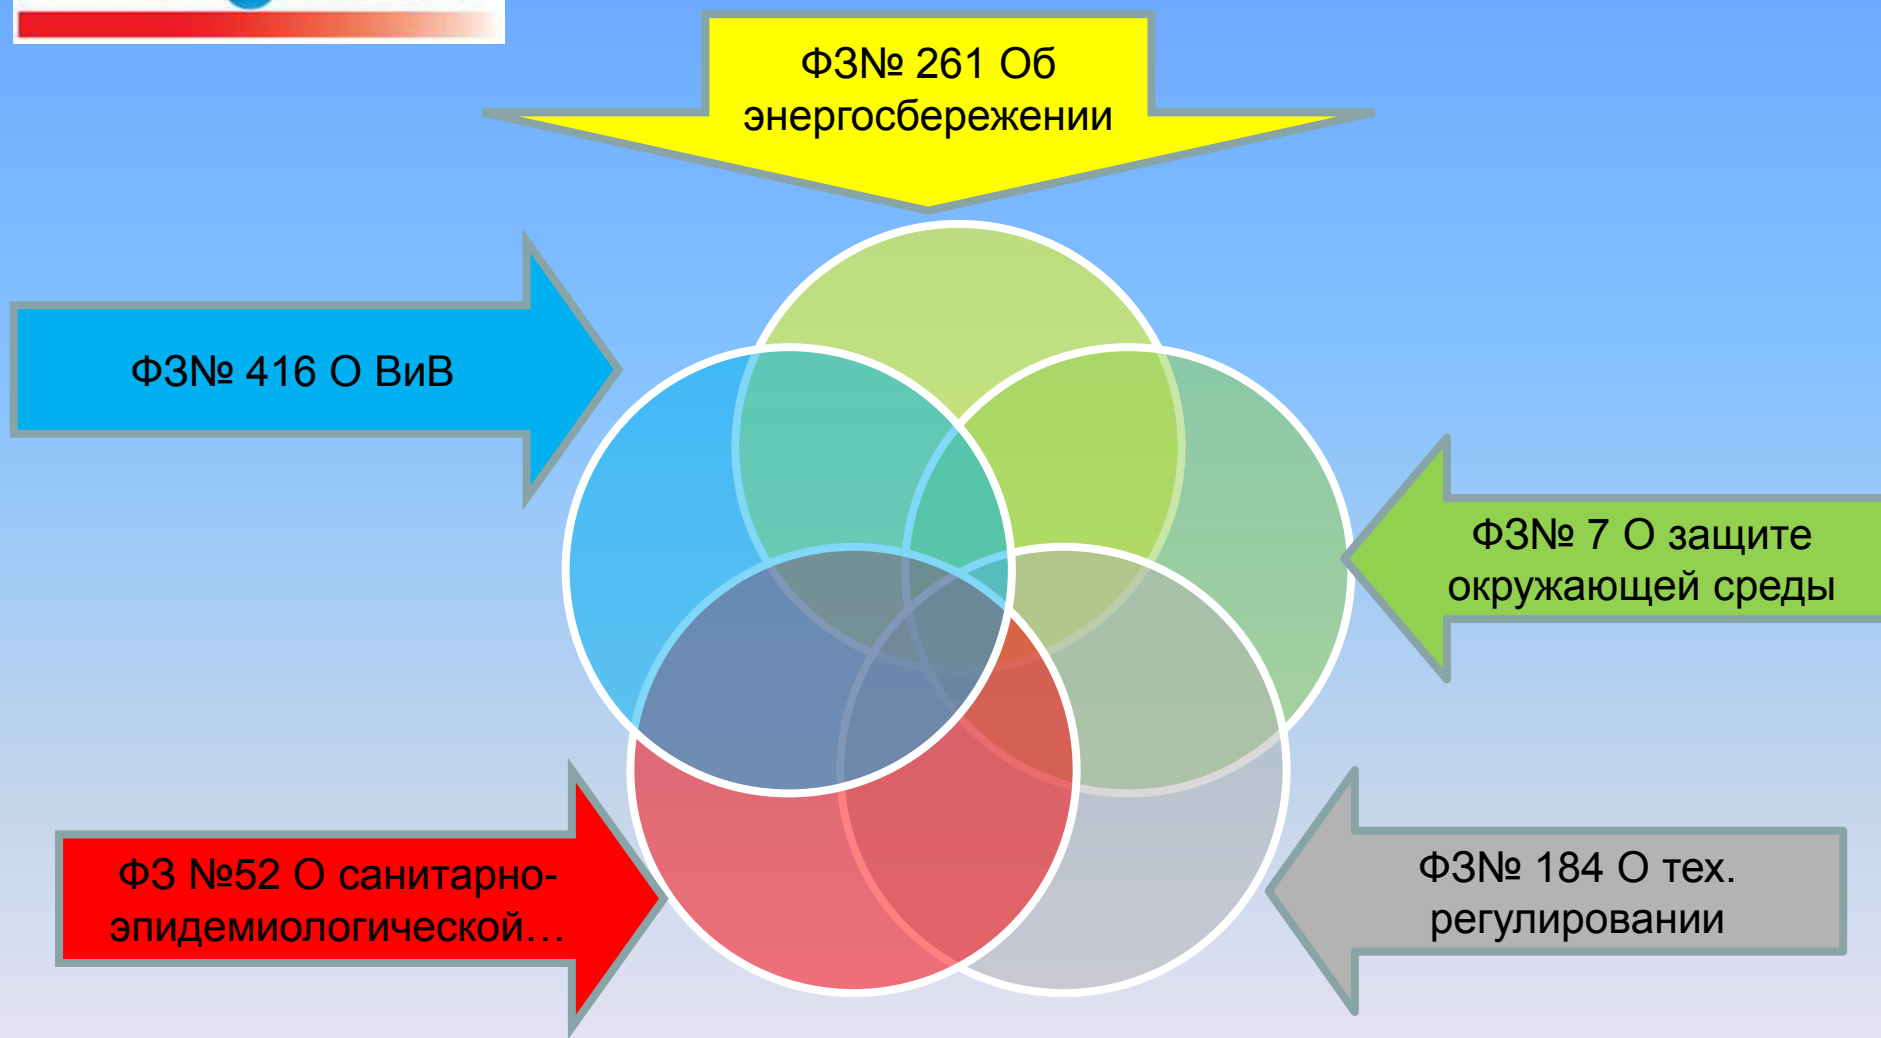 ФЗ№ 261 Об
энергосбережении
ФЗ№ 416 О ВиВ
ФЗ№ 7 О защите
окружающей среды
ФЗ №52 О санитарно-
эпидемиологической…
ФЗ№ 184 О тех.
регулировании